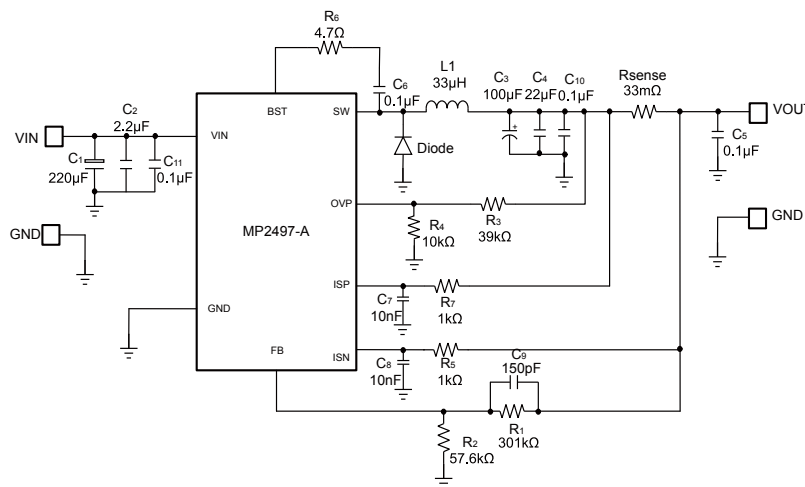 R6
4.7Ω
L1
33µH
C6
0.1µF
C3
100µF
C4
22µF
C10
0.1µF
Rsense
33mΩ
BST
SW
VIN
C2
2.2µF
VIN
VOUT
C1
220µF
C11
0.1µF
Diode
C5
0.1µF
OVP
R4
10kΩ
R3
39kΩ
MP2497-A
GND
GND
ISP
C7
10nF
R7
1kΩ
GND
FB
ISN
C8
10nF
R5
1kΩ
C9
150pF
R2
57.6kΩ
R1
301kΩ